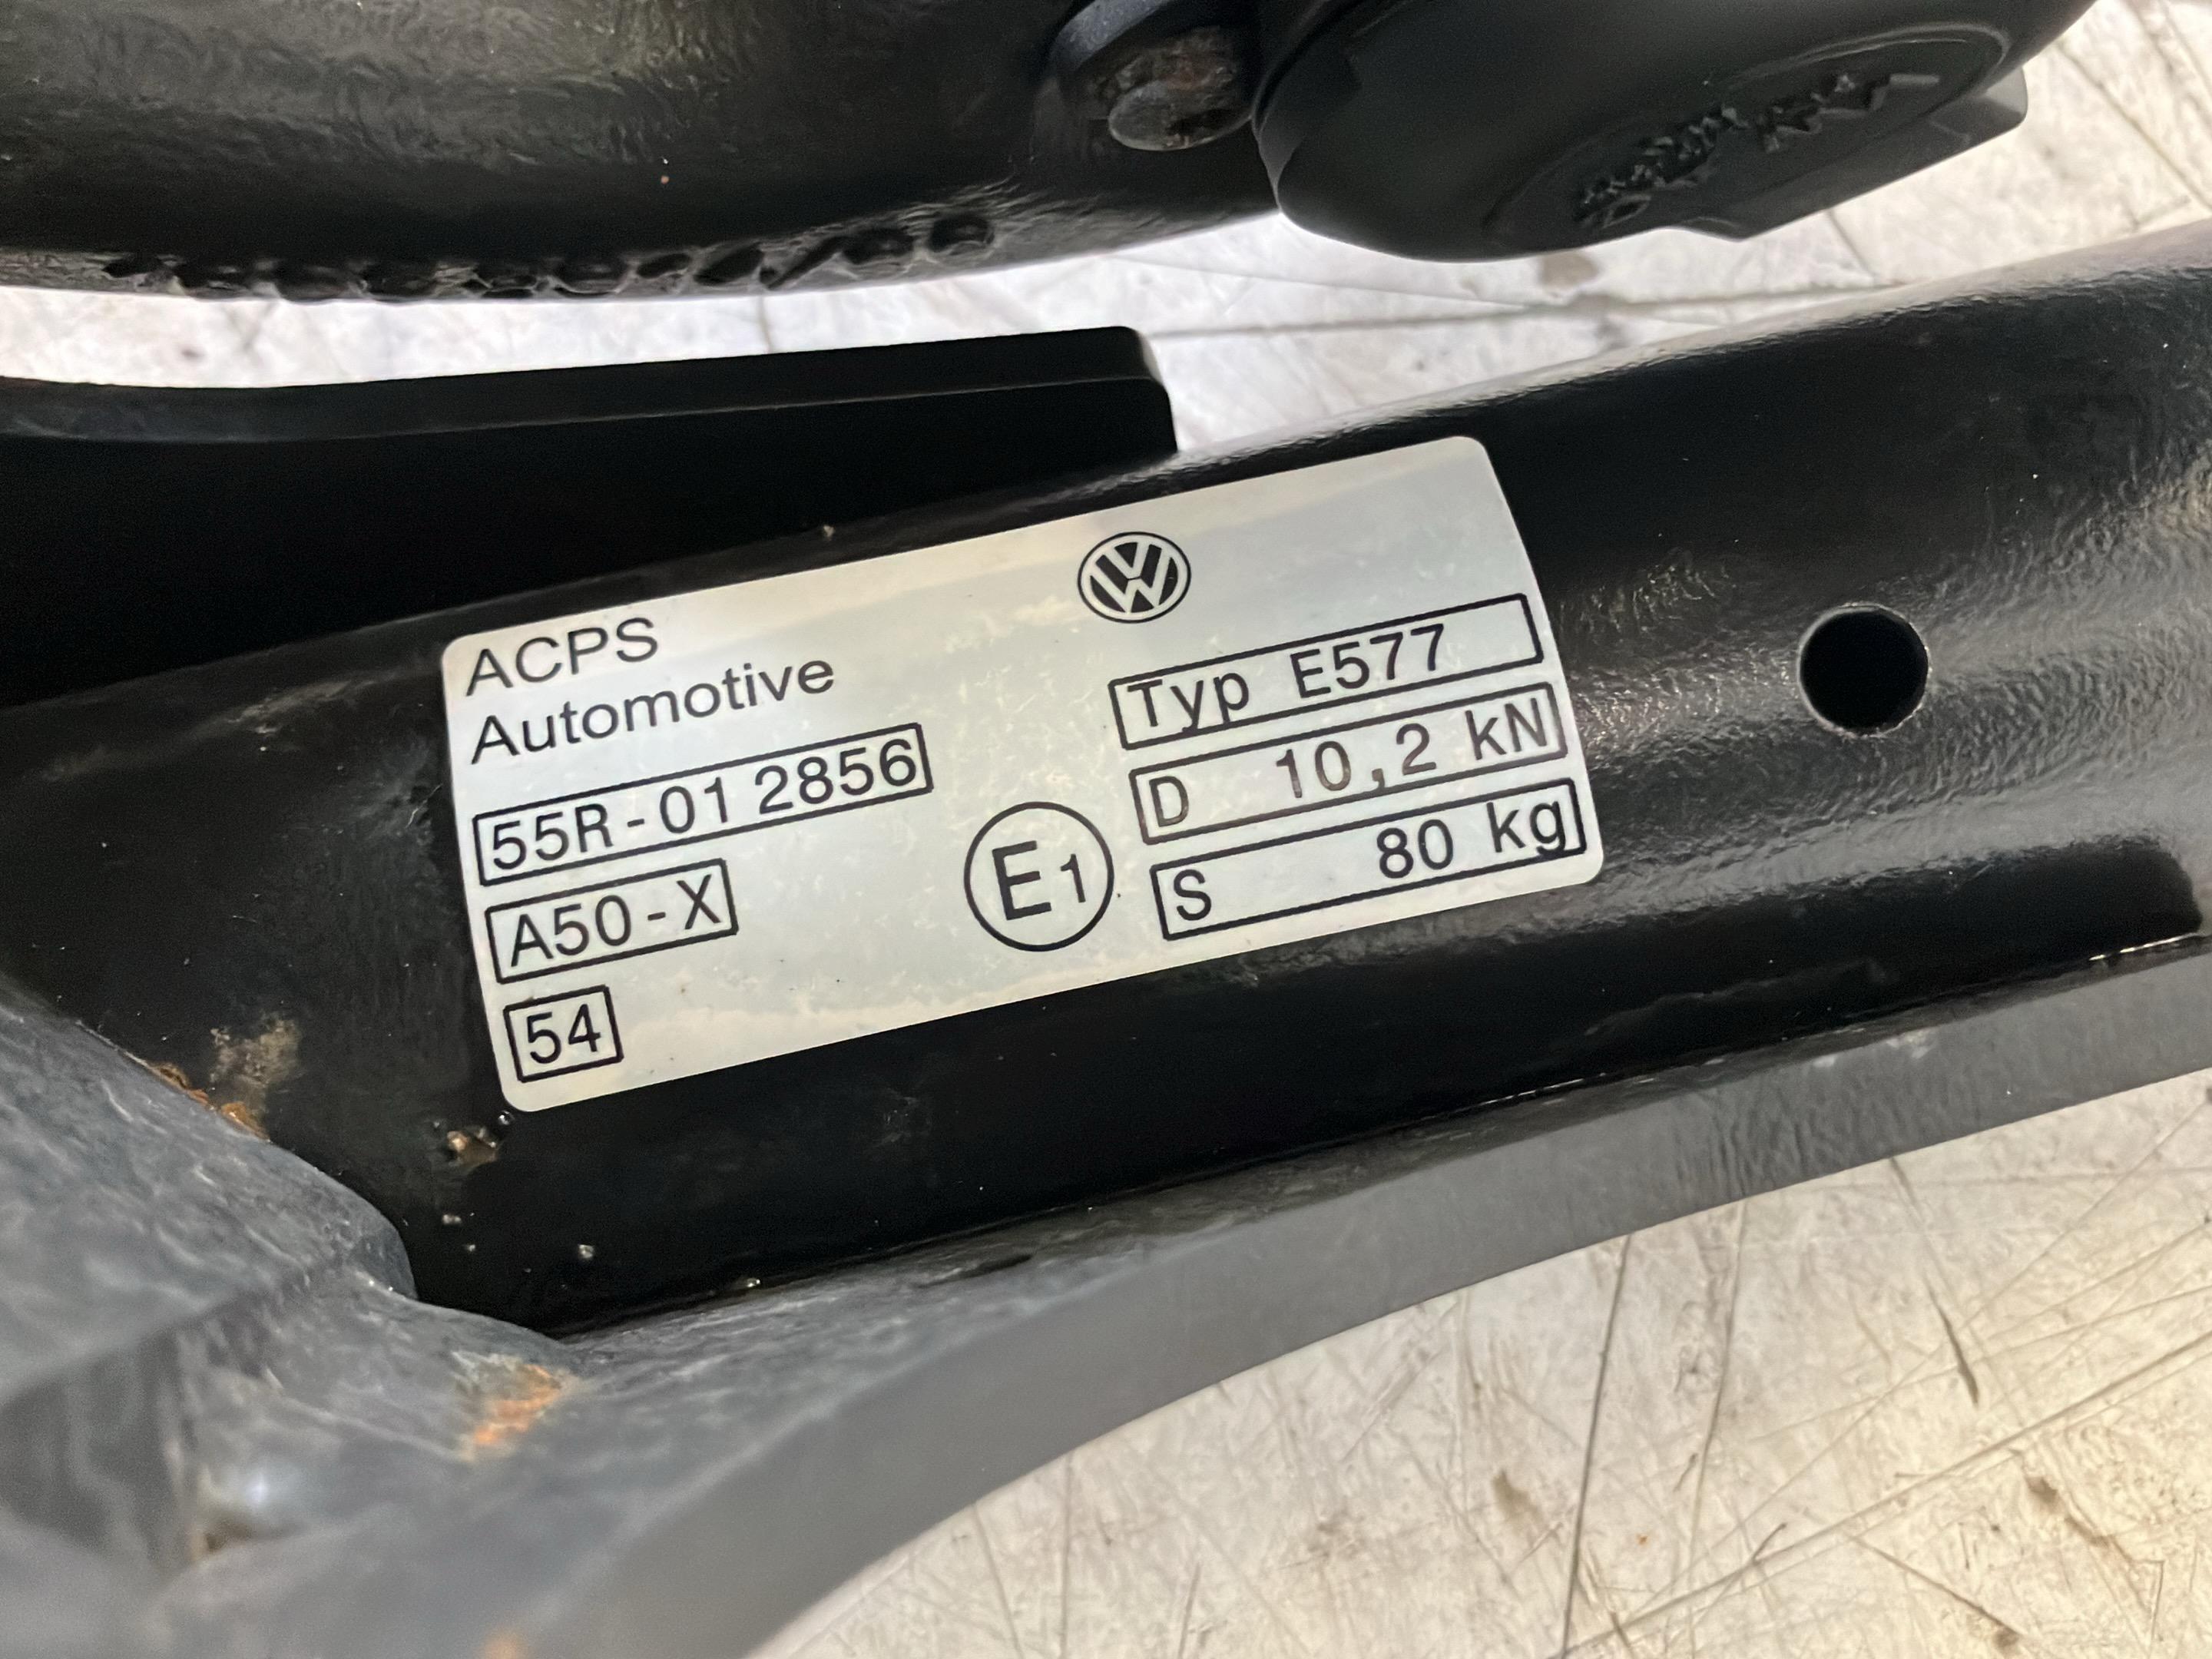 ACPS
Automotive
55R-01 2856
A50-X
54
E1
Typ E577
D 10,2 kN
S 80 kg